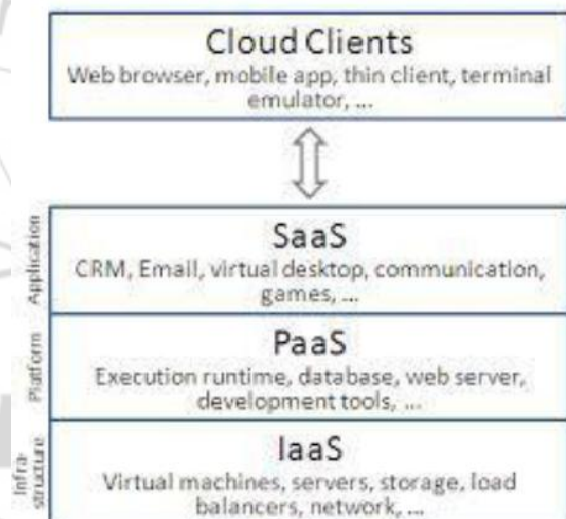 Cloud Clients
Web browser, mobile app, thin client, terminal
emulator, ...
Application
SaaS
CRM, Email, virtual desktop, communication,
games, ...
Platform
PaaS
Execution runtime, database, web server,
development tools, ...
Infra-
structure
IaaS
Virtual machines, servers, storage, load
balancers, network, ...